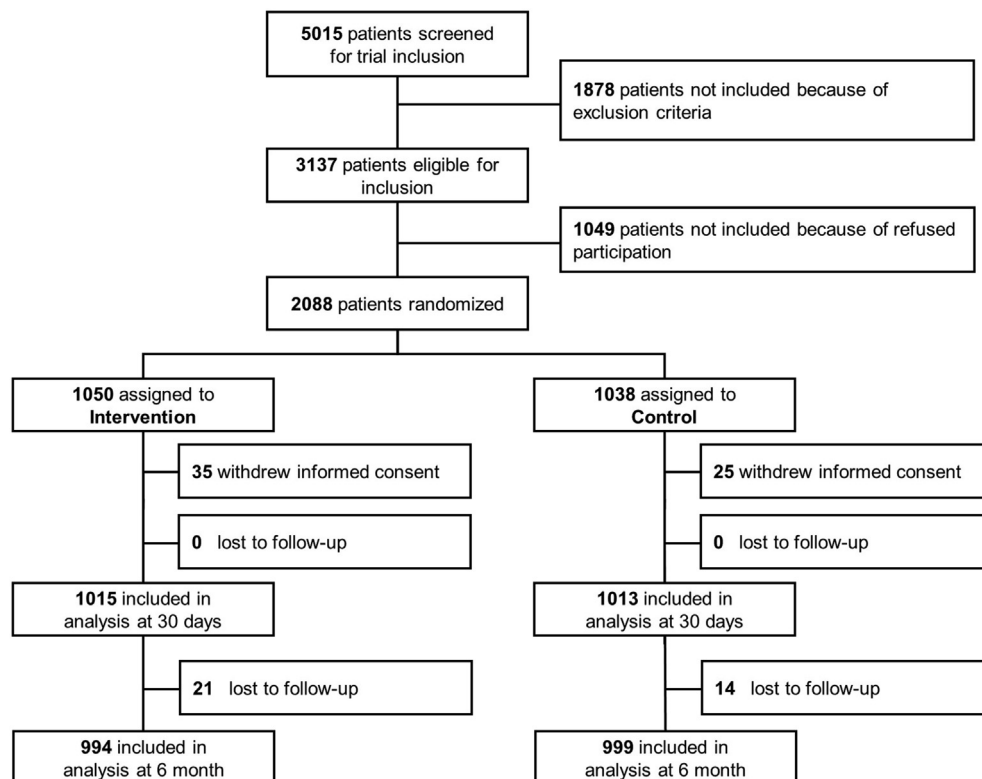 5015 patients screened
for trial inclusion
1878 patients not included because of
exclusion criteria
3137 patients eligible for
inclusion
1049 patients not included because of refused
participation
2088 patients randomized
1050 assigned to
Intervention
1038 assigned to
Control
35 withdrew informed consent
25 withdrew informed consent
0 lost to follow-up
0 lost to follow-up
1015 included in
analysis at 30 days
1013 included in
analysis at 30 days
21 lost to follow-up
14 lost to follow-up
994 included in
analysis at 6 month
999 included in
analysis at 6 month